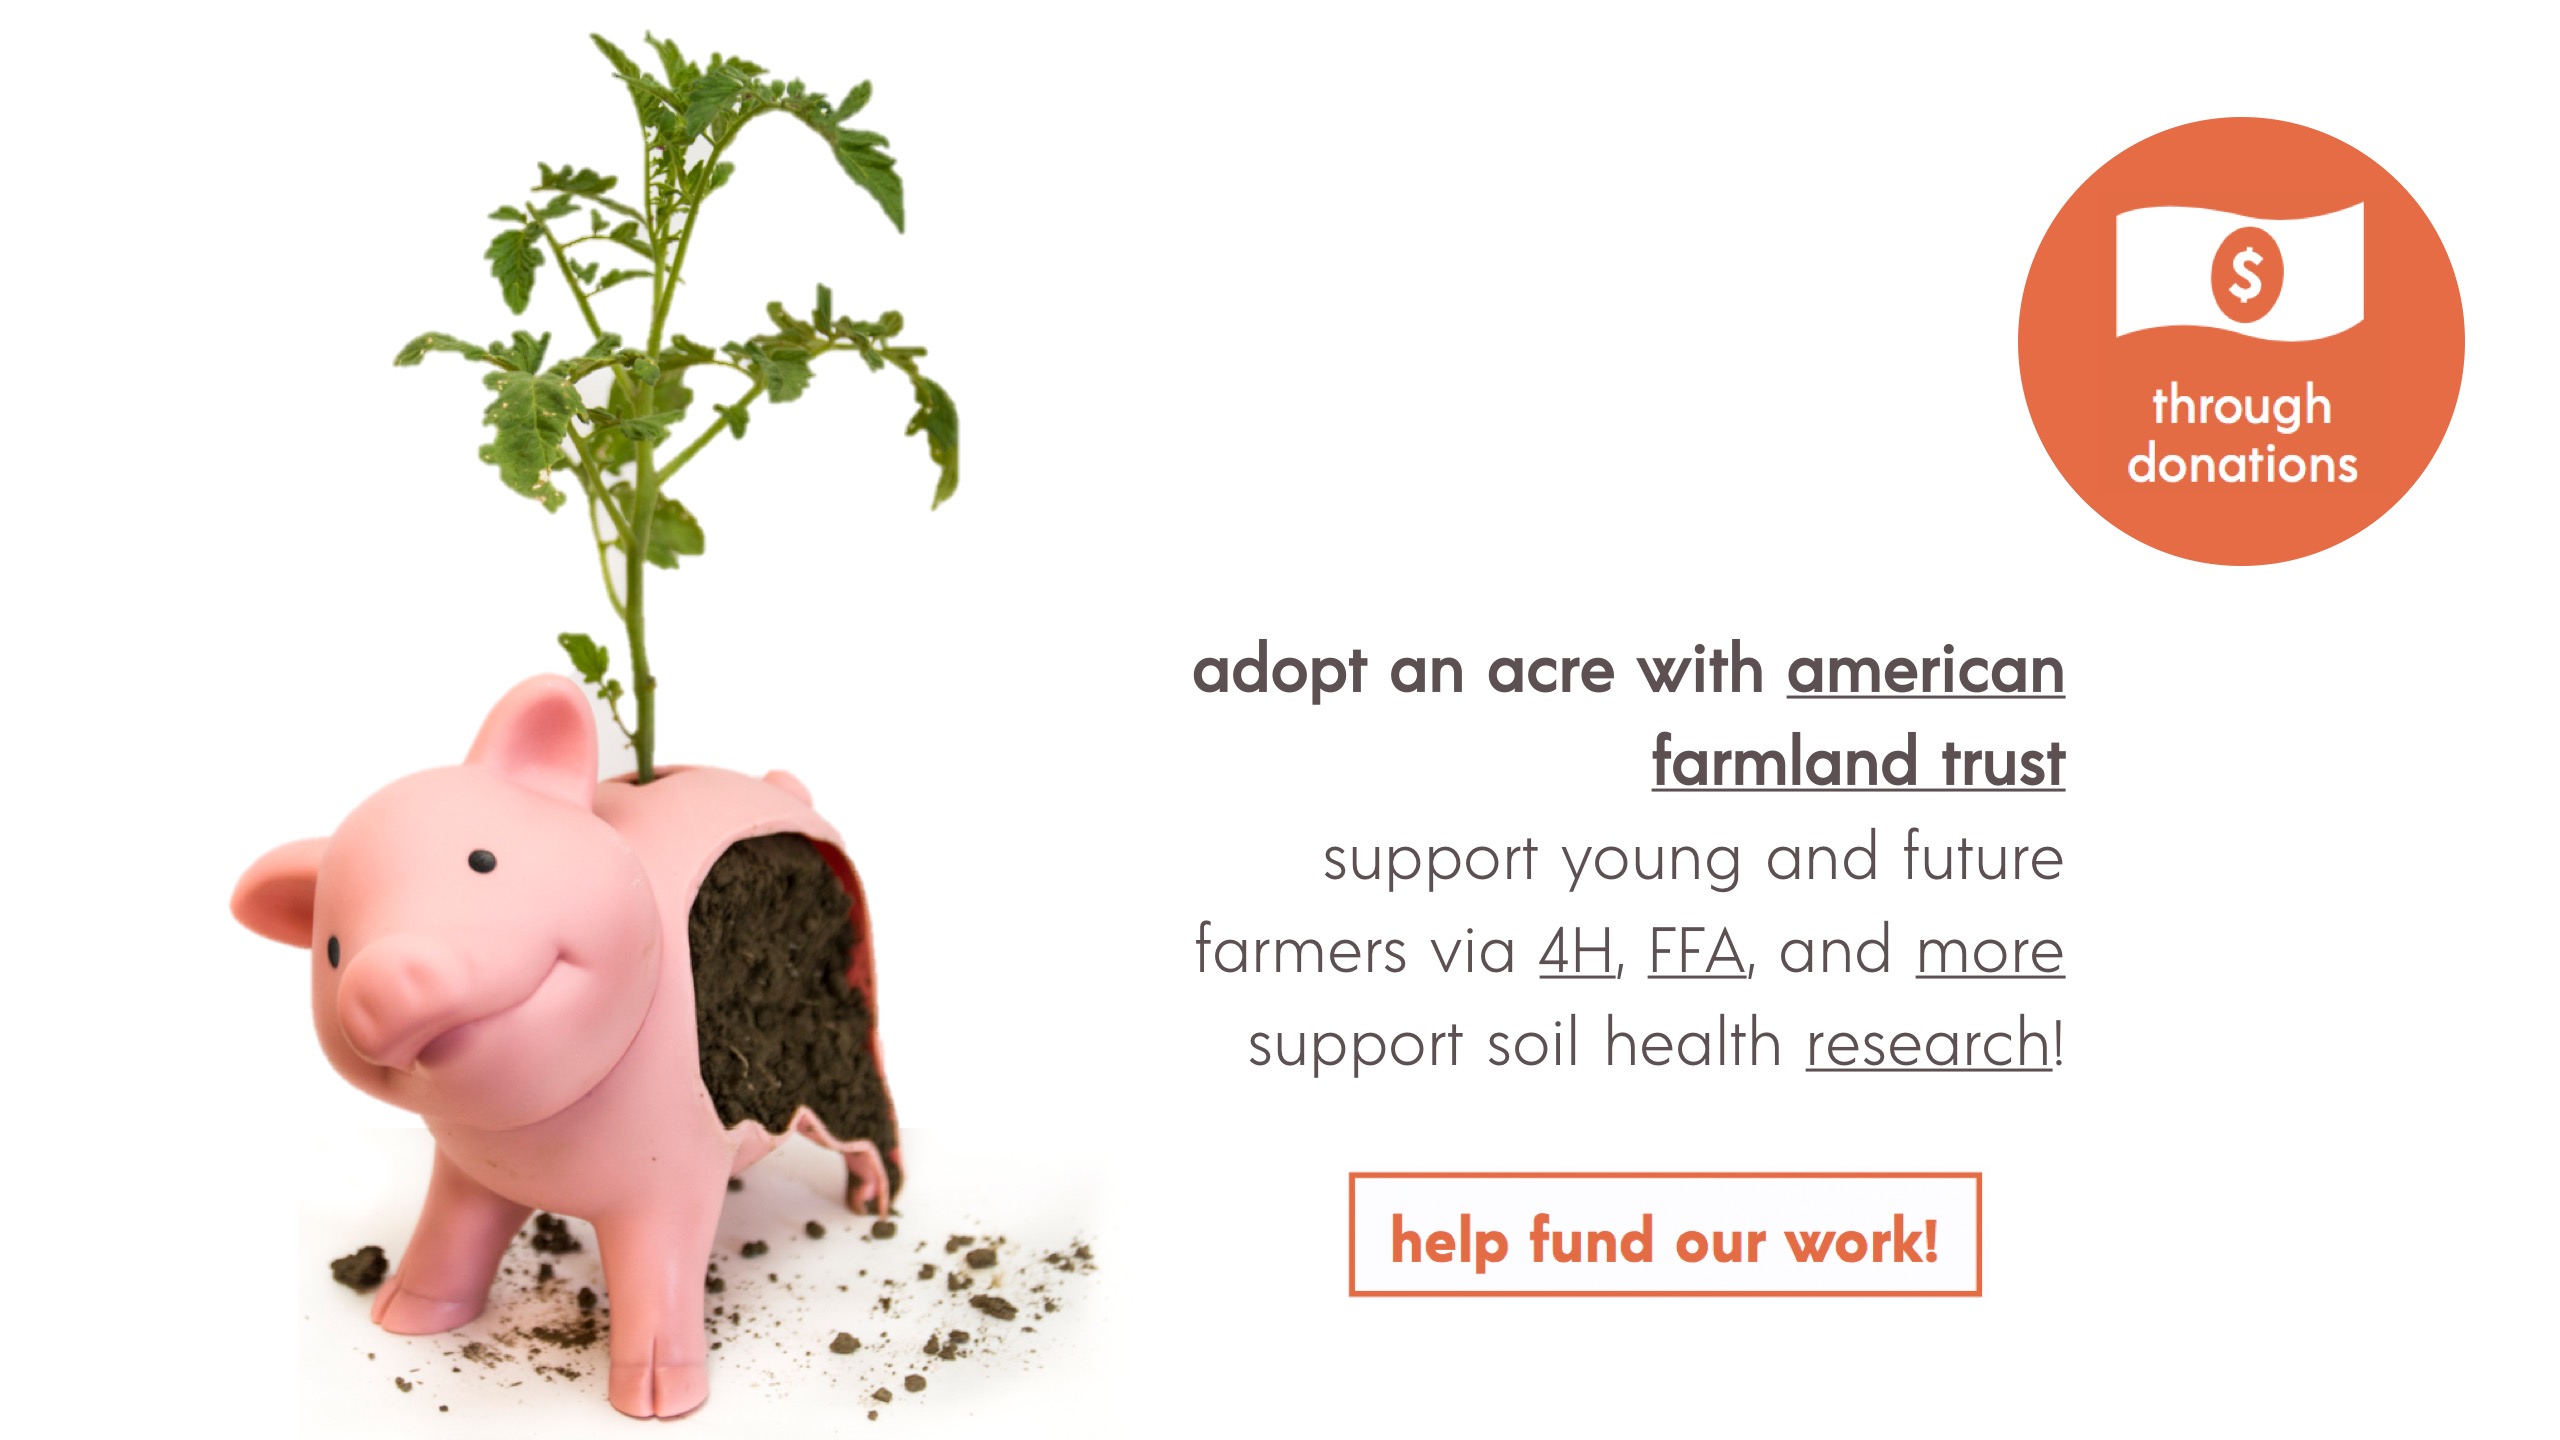 $
through
donations
adopt an acre with american
farmland trust
support young and future
farmers via 4H, FFA, and more
support soil health research!
help fund our work!